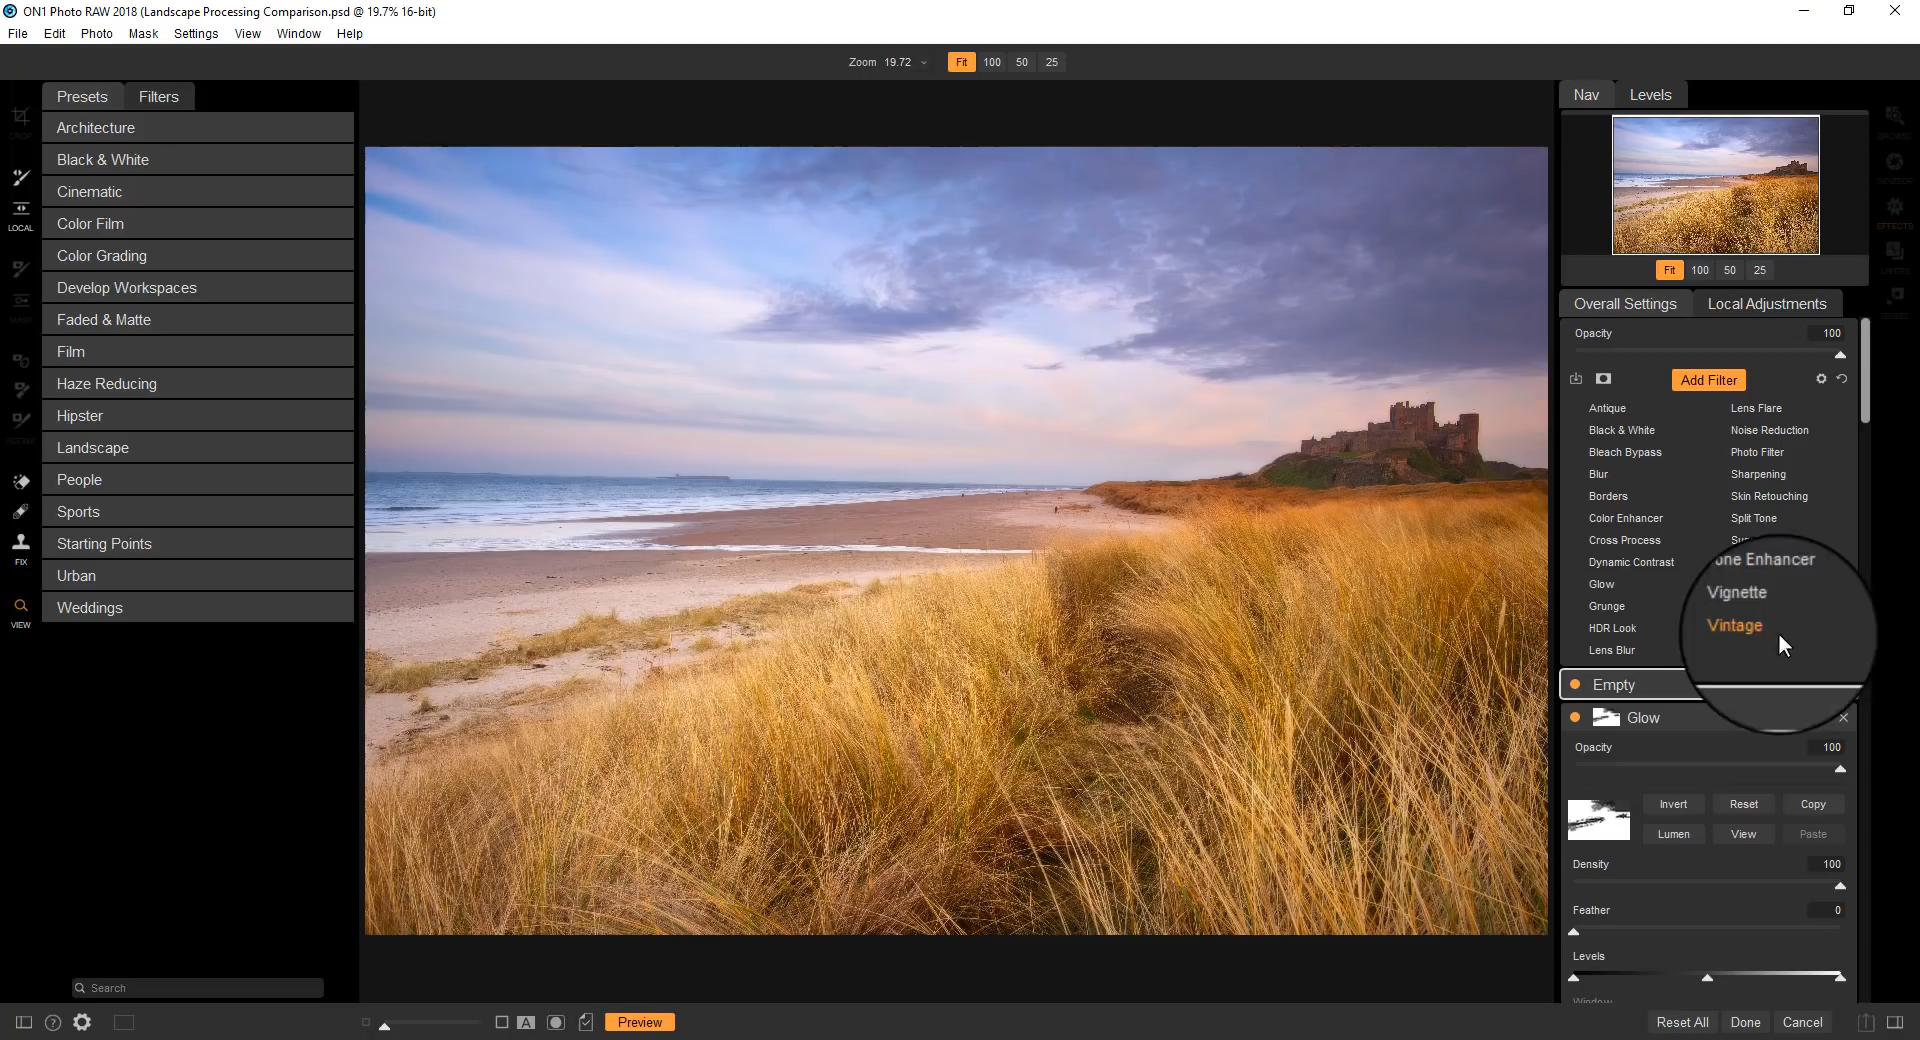 ON1 Photo RAW 2018 (Landscape Processing Comparison.psd @ 19.7% 16-bit)
File Edit Photo Mask Settings View Window Help
Zoom 19.72 Fit 100 50 25
Presets Filters
Architecture
Black & White
Cinematic
Color Film
Color Grading
Develop Workspaces
Faded & Matte
Film
Haze Reducing
Hipster
Landscape
People
Sports
Starting Points
Urban
Weddings
Search
LOCAL
FIX
VIEW
Nav Levels
Fit 100 50 25
Overall Settings Local Adjustments
Opacity 100
Add Filter
Antique Lens Flare
Black & White Noise Reduction
Bleach Bypass Photo Filter
Blur Sharpening
Borders Skin Retouching
Color Enhancer Split Tone
Cross Process
Dynamic Contrast one Enhancer
Glow Vignette
Grunge Vintage
HDR Look
Lens Blur
Empty
Glow
Opacity 100
Invert Reset Copy
Lumen View Paste
Density 100
Feather 0
Levels
Window
A Preview
Reset All Done Cancel